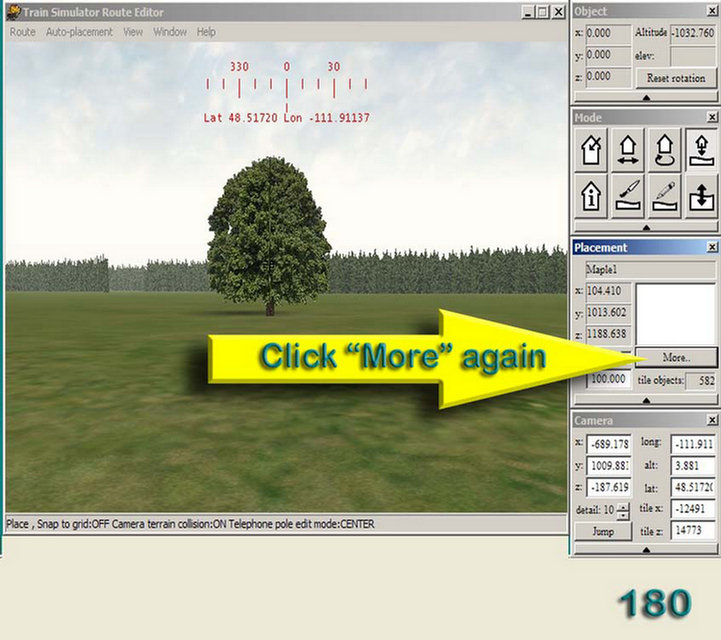 Train Simulator Route Editor
Route Auto-placement View Window Help
330 0 30
Lat 48.51720 Lon -111.91137
Click “More” again
Place , Snap to grid:OFF Camera terrain collision:ON Telephone pole edit mode:CENTER
Object
x: 0.000 Altitude -1032.760
y: 0.000 elev:
z: 0.000 Reset rotation
Mode
Placement
Maple1
x: 104.410
y: 1013.602
z: 1188.638
More..
100.000 tile objects: 582
Camera
x: -689.178 long: -111.911
y: 1009.881 alt: 3.881
z: -187.619 lat: 48.5172
detail: 10 tile x: -12491
Jump tile z: 14773
180